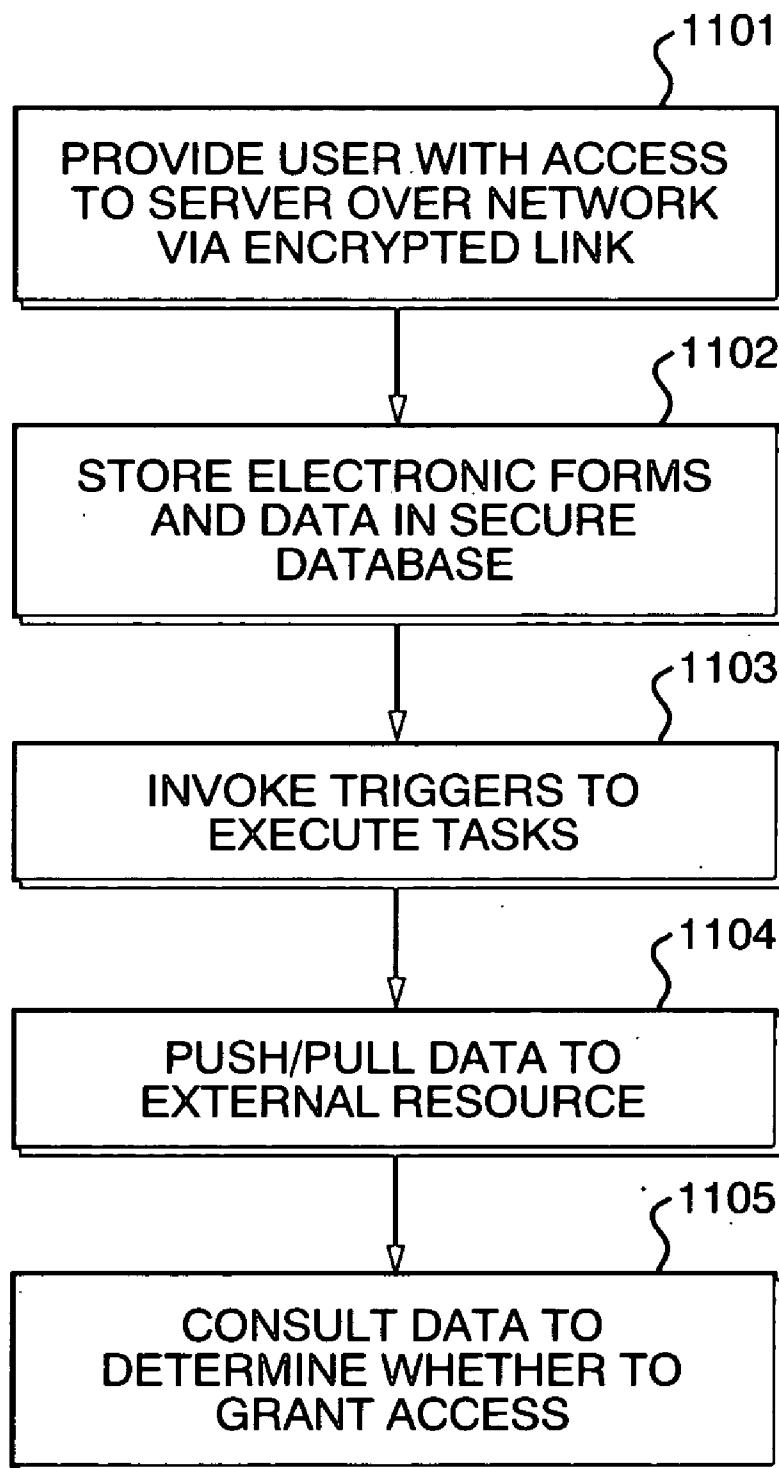 1101
PROVIDE USER WITH ACCESS
TO SERVER OVER NETWORK
VIA ENCRYPTED LINK
1102
STORE ELECTRONIC FORMS
AND DATA IN SECURE
DATABASE
1103
INVOKE TRIGGERS TO
EXECUTE TASKS
1104
PUSH/PULL DATA TO
EXTERNAL RESOURCE
1105
CONSULT DATA TO
DETERMINE WHETHER TO
GRANT ACCESS